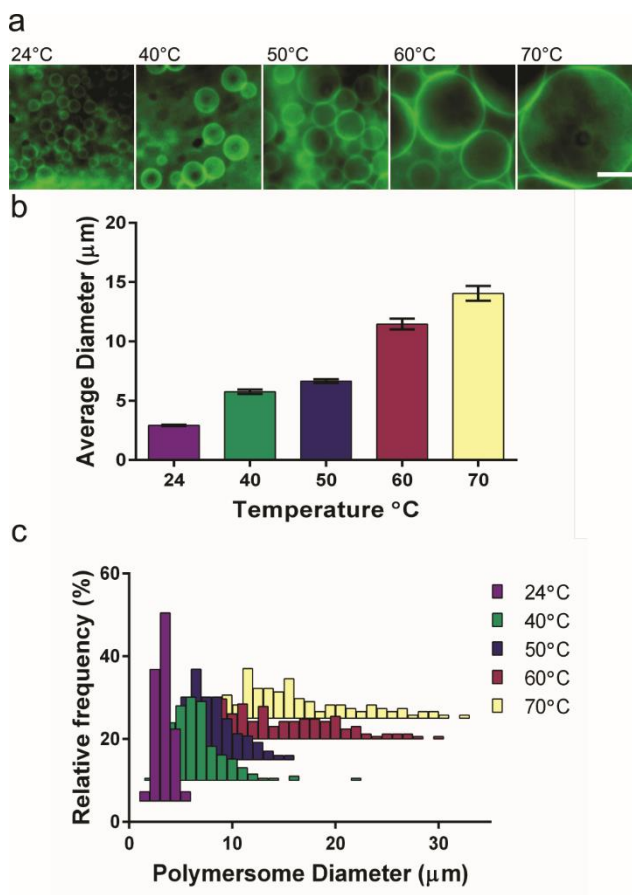 a
24°C 40°C 50°C 60°C 70°C
b
20
15
10
5
0
Average Diameter (μm)
24 40 50 60 70
Temperature °C
c
60
40
20
0
Relative frequency (%)
24°C
40°C
50°C
60°C
70°C
0 10 20 30
Polymersome Diameter (μm)